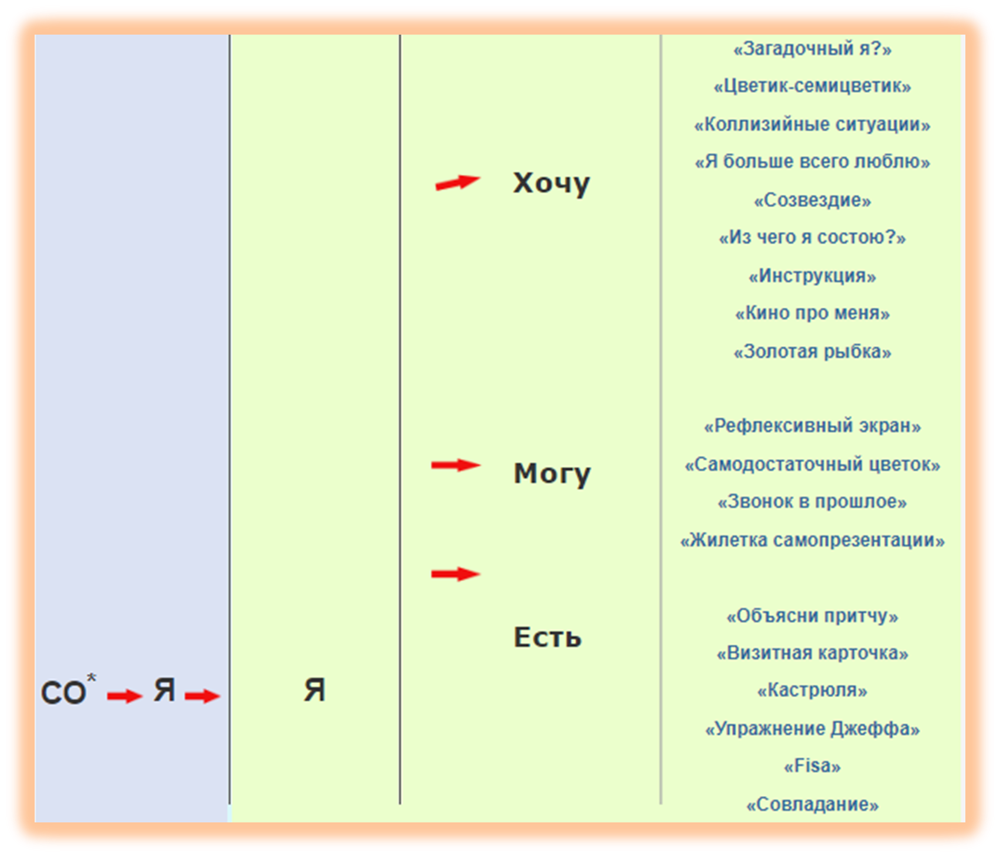 «Загадочный я?»
«Цветик-семицветик»
«Коллизийные ситуации»
«Я больше всего люблю»
Хочу
«Созвездие»
«Из чего я состою?»
«Инструкция»
«Кино про меня»
«Золотая рыбка»
«Рефлексивный экран»
Могу
«Самодостаточный цветок»
«Звонок в прошлое»
«Жилетка самопрезентации»
«Объясни притчу»
Есть
«Визитная карточка»
СО* Я Я
«Кастрюля»
«Упражнение Джеффа»
«Fisa»
«Совладание»